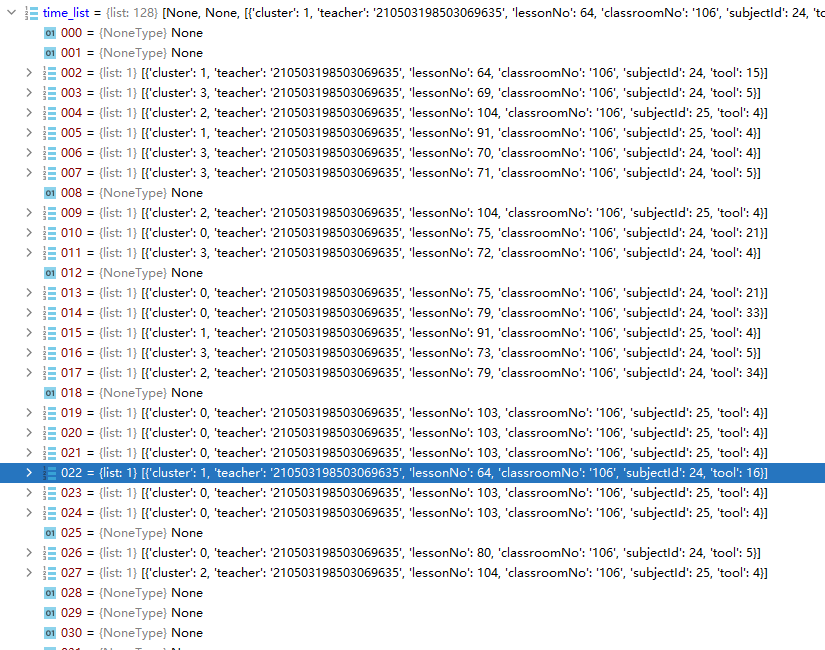 time_list = {list: 128} [None, None, [{'cluster': 1, 'teacher': '210503198503069635', 'lessonNo': 64, 'classroomNo': '106', 'subjectId': 24, 'to
000 = {NoneType} None
001 = {NoneType} None
002 = {list: 1} [{'cluster': 1, 'teacher': '210503198503069635', 'lessonNo': 64, 'classroomNo': '106', 'subjectId': 24, 'tool': 15}]
003 = {list: 1} [{'cluster': 3, 'teacher': '210503198503069635', 'lessonNo': 69, 'classroomNo': '106', 'subjectId': 24, 'tool': 5}]
004 = {list: 1} [{'cluster': 2, 'teacher': '210503198503069635', 'lessonNo': 104, 'classroomNo': '106', 'subjectId': 25, 'tool': 4}]
005 = {list: 1} [{'cluster': 1, 'teacher': '210503198503069635', 'lessonNo': 91, 'classroomNo': '106', 'subjectId': 25, 'tool': 4}]
006 = {list: 1} [{'cluster': 3, 'teacher': '210503198503069635', 'lessonNo': 70, 'classroomNo': '106', 'subjectId': 24, 'tool': 4}]
007 = {list: 1} [{'cluster': 3, 'teacher': '210503198503069635', 'lessonNo': 71, 'classroomNo': '106', 'subjectId': 24, 'tool': 5}]
008 = {NoneType} None
009 = {list: 1} [{'cluster': 2, 'teacher': '210503198503069635', 'lessonNo': 104, 'classroomNo': '106', 'subjectId': 25, 'tool': 4}]
010 = {list: 1} [{'cluster': 0, 'teacher': '210503198503069635', 'lessonNo': 75, 'classroomNo': '106', 'subjectId': 24, 'tool': 21}]
011 = {list: 1} [{'cluster': 3, 'teacher': '210503198503069635', 'lessonNo': 72, 'classroomNo': '106', 'subjectId': 24, 'tool': 4}]
012 = {NoneType} None
013 = {list: 1} [{'cluster': 0, 'teacher': '210503198503069635', 'lessonNo': 75, 'classroomNo': '106', 'subjectId': 24, 'tool': 21}]
014 = {list: 1} [{'cluster': 0, 'teacher': '210503198503069635', 'lessonNo': 79, 'classroomNo': '106', 'subjectId': 24, 'tool': 33}]
015 = {list: 1} [{'cluster': 1, 'teacher': '210503198503069635', 'lessonNo': 91, 'classroomNo': '106', 'subjectId': 25, 'tool': 4}]
016 = {list: 1} [{'cluster': 3, 'teacher': '210503198503069635', 'lessonNo': 73, 'classroomNo': '106', 'subjectId': 24, 'tool': 5}]
017 = {list: 1} [{'cluster': 2, 'teacher': '210503198503069635', 'lessonNo': 79, 'classroomNo': '106', 'subjectId': 24, 'tool': 34}]
018 = {NoneType} None
019 = {list: 1} [{'cluster': 0, 'teacher': '210503198503069635', 'lessonNo': 103, 'classroomNo': '106', 'subjectId': 25, 'tool': 4}]
020 = {list: 1} [{'cluster': 0, 'teacher': '210503198503069635', 'lessonNo': 103, 'classroomNo': '106', 'subjectId': 25, 'tool': 4}]
021 = {list: 1} [{'cluster': 0, 'teacher': '210503198503069635', 'lessonNo': 103, 'classroomNo': '106', 'subjectId': 25, 'tool': 4}]
022 = {list: 1} [{'cluster': 1, 'teacher': '210503198503069635', 'lessonNo': 64, 'classroomNo': '106', 'subjectId': 24, 'tool': 16}]
023 = {list: 1} [{'cluster': 0, 'teacher': '210503198503069635', 'lessonNo': 103, 'classroomNo': '106', 'subjectId': 25, 'tool': 4}]
024 = {list: 1} [{'cluster': 0, 'teacher': '210503198503069635', 'lessonNo': 103, 'classroomNo': '106', 'subjectId': 25, 'tool': 4}]
025 = {NoneType} None
026 = {list: 1} [{'cluster': 0, 'teacher': '210503198503069635', 'lessonNo': 80, 'classroomNo': '106', 'subjectId': 24, 'tool': 5}]
027 = {list: 1} [{'cluster': 2, 'teacher': '210503198503069635', 'lessonNo': 104, 'classroomNo': '106', 'subjectId': 25, 'tool': 4}]
028 = {NoneType} None
029 = {NoneType} None
030 = {NoneType} None